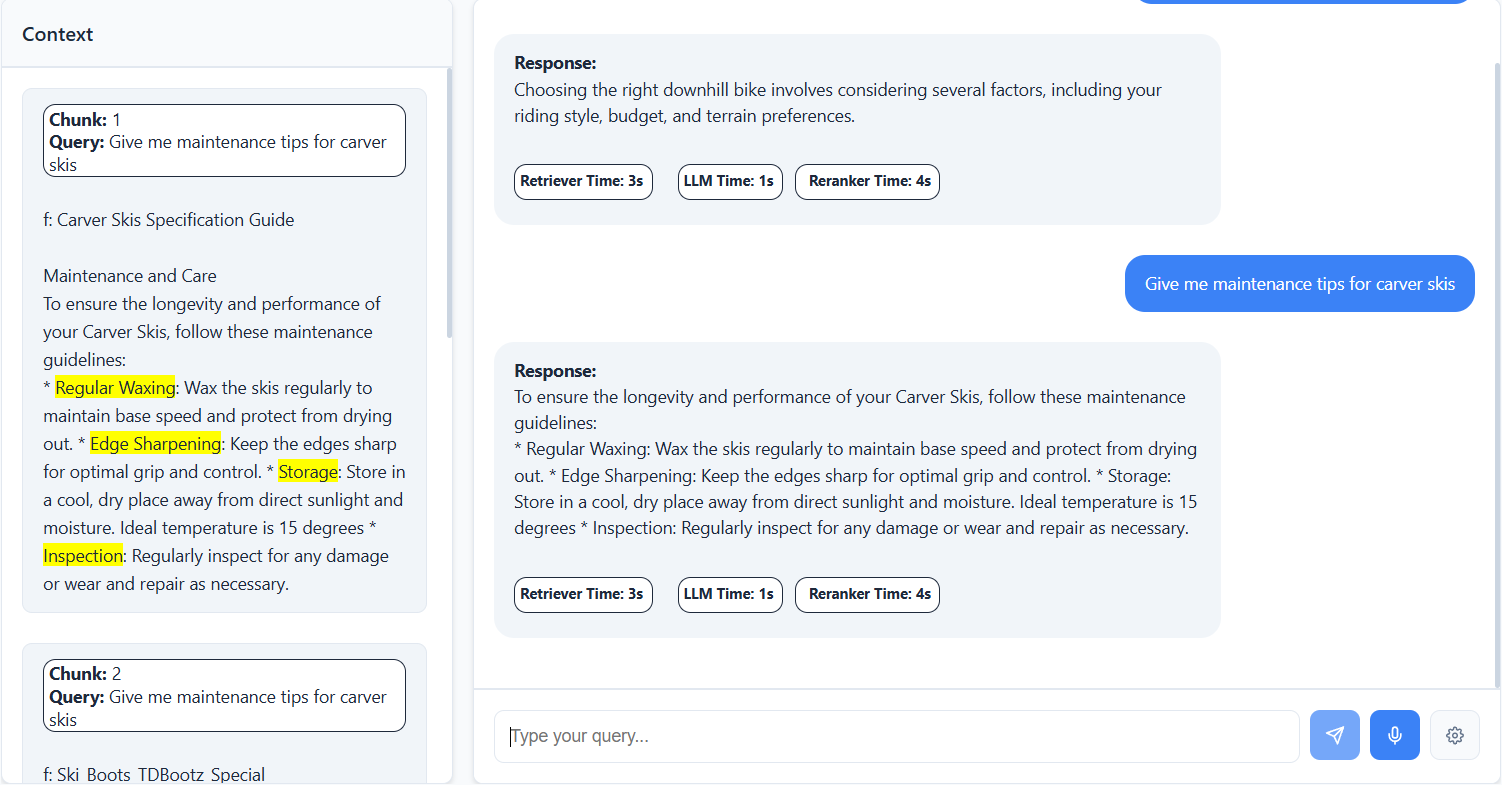 Context
Chunk: 1
Query: Give me maintenance tips for carver
skis
f: Carver Skis Specification Guide
Maintenance and Care
To ensure the longevity and performance of
your Carver Skis, follow these maintenance
guidelines:
* Regular Waxing: Wax the skis regularly to
maintain base speed and protect from drying
out. * Edge Sharpening: Keep the edges sharp
for optimal grip and control. * Storage: Store in
a cool, dry place away from direct sunlight and
moisture. Ideal temperature is 15 degrees *
Inspection: Regularly inspect for any damage
or wear and repair as necessary.
Chunk: 2
Query: Give me maintenance tips for carver
skis
f: Ski_Boots_TDBootz_Special
Response:
Choosing the right downhill bike involves considering several factors, including your
riding style, budget, and terrain preferences.
Retriever Time: 3s LLM Time: 1s Reranker Time: 4s
Give me maintenance tips for carver skis
Response:
To ensure the longevity and performance of your Carver Skis, follow these maintenance
guidelines:
* Regular Waxing: Wax the skis regularly to maintain base speed and protect from drying
out. * Edge Sharpening: Keep the edges sharp for optimal grip and control. * Storage:
Store in a cool, dry place away from direct sunlight and moisture. Ideal temperature is 15
degrees * Inspection: Regularly inspect for any damage or wear and repair as necessary.
Retriever Time: 3s LLM Time: 1s Reranker Time: 4s
Type your query...